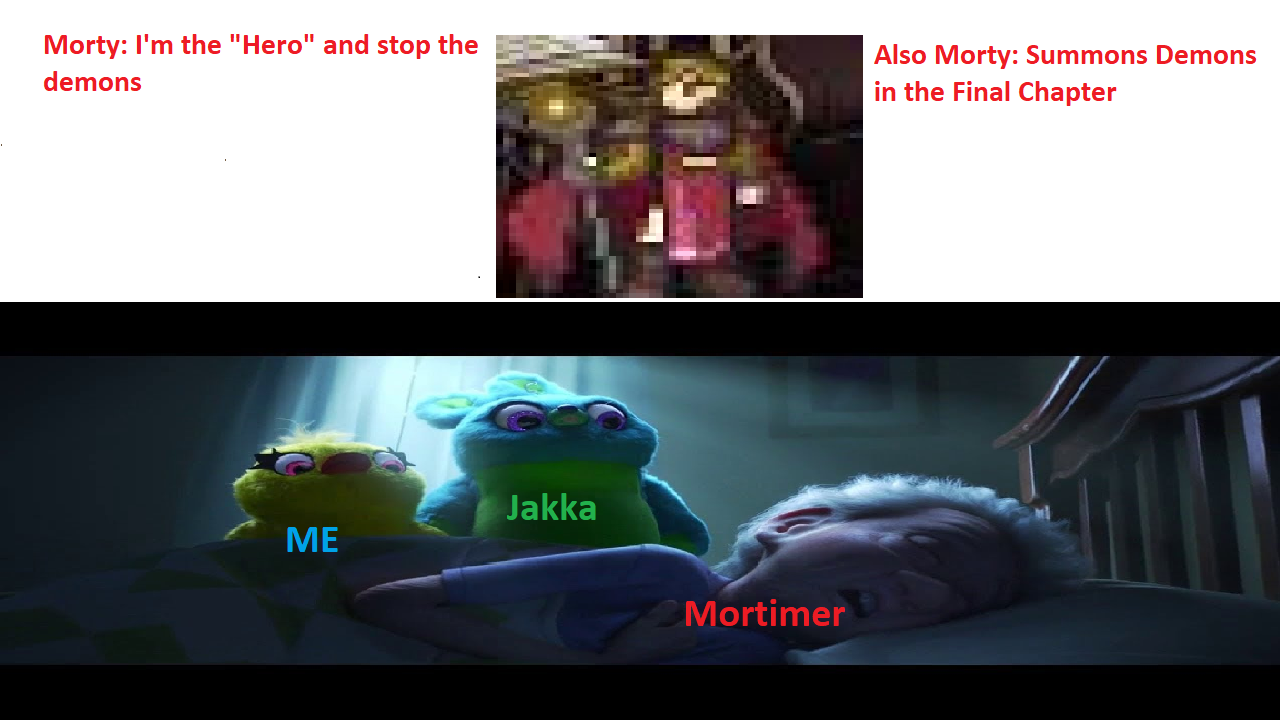 Morty: I'm the "Hero" and stop the
demons
Also Morty: Summons Demons
in the Final Chapter
Jakka
ME
Mortimer